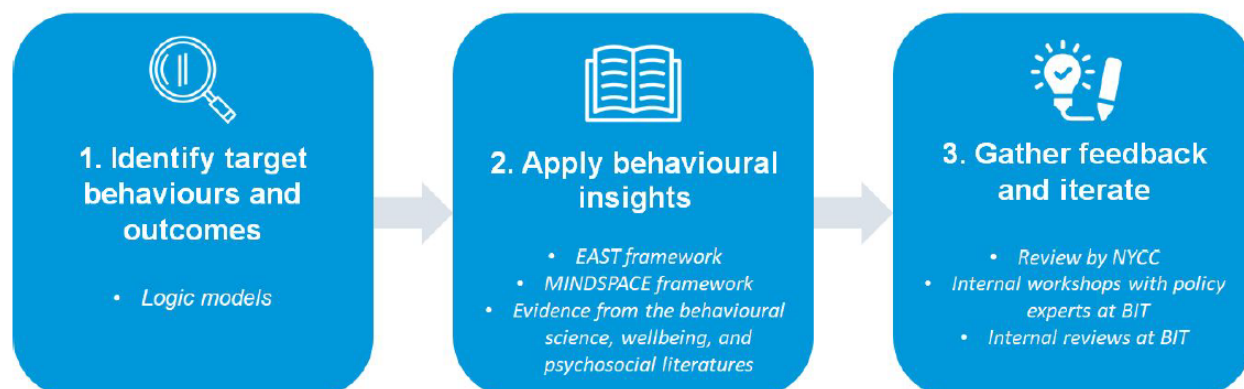 1. Identify target
behaviours and
outcomes
• Logic models
2. Apply behavioural
insights
• EAST framework
• MINDSPACE framework
• Evidence from the behavioural
science, wellbeing, and
psychosocial literatures
3. Gather feedback
and iterate
• Review by NYCC
• Internal workshops with policy
experts at BIT
• Internal reviews at BIT